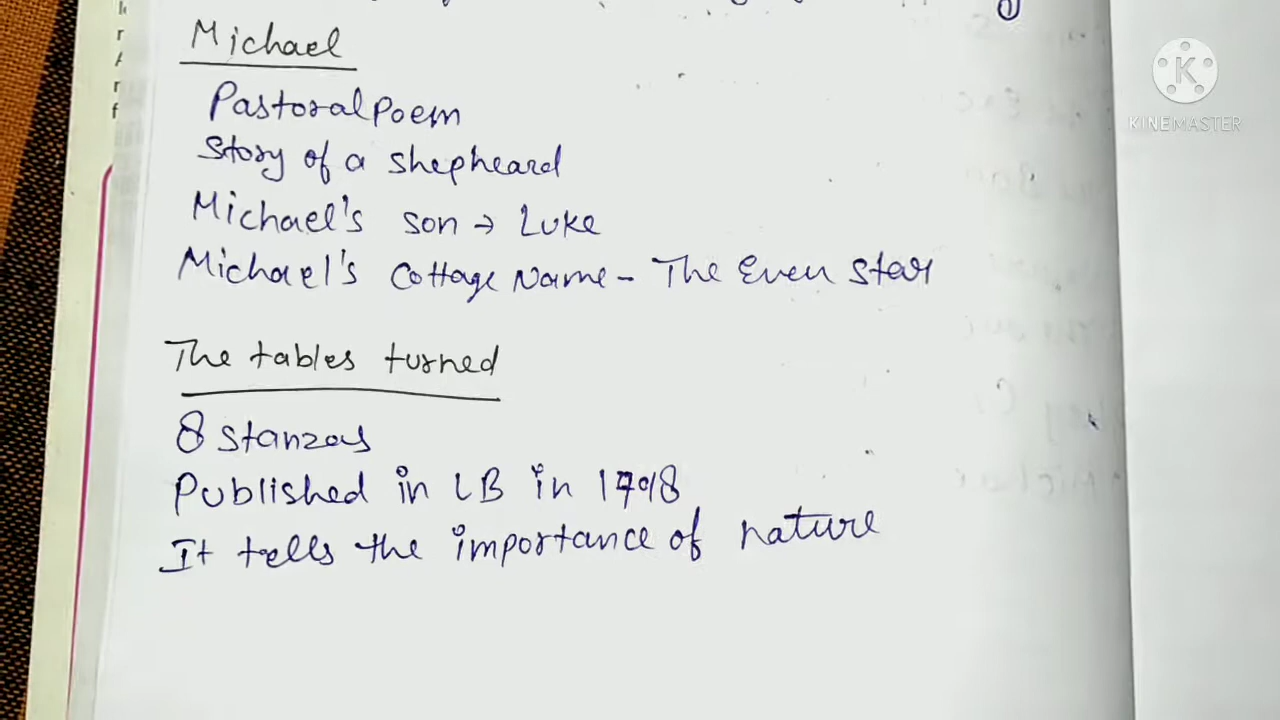 Michael
Pastoral Poem
Story of a shepheard
Michael's son → Luke
Michael's Cottage Name - The Even Star
The tables turned
8 stanzas
Published in LB in 1798
It tells the importance of nature
KINEMASTER